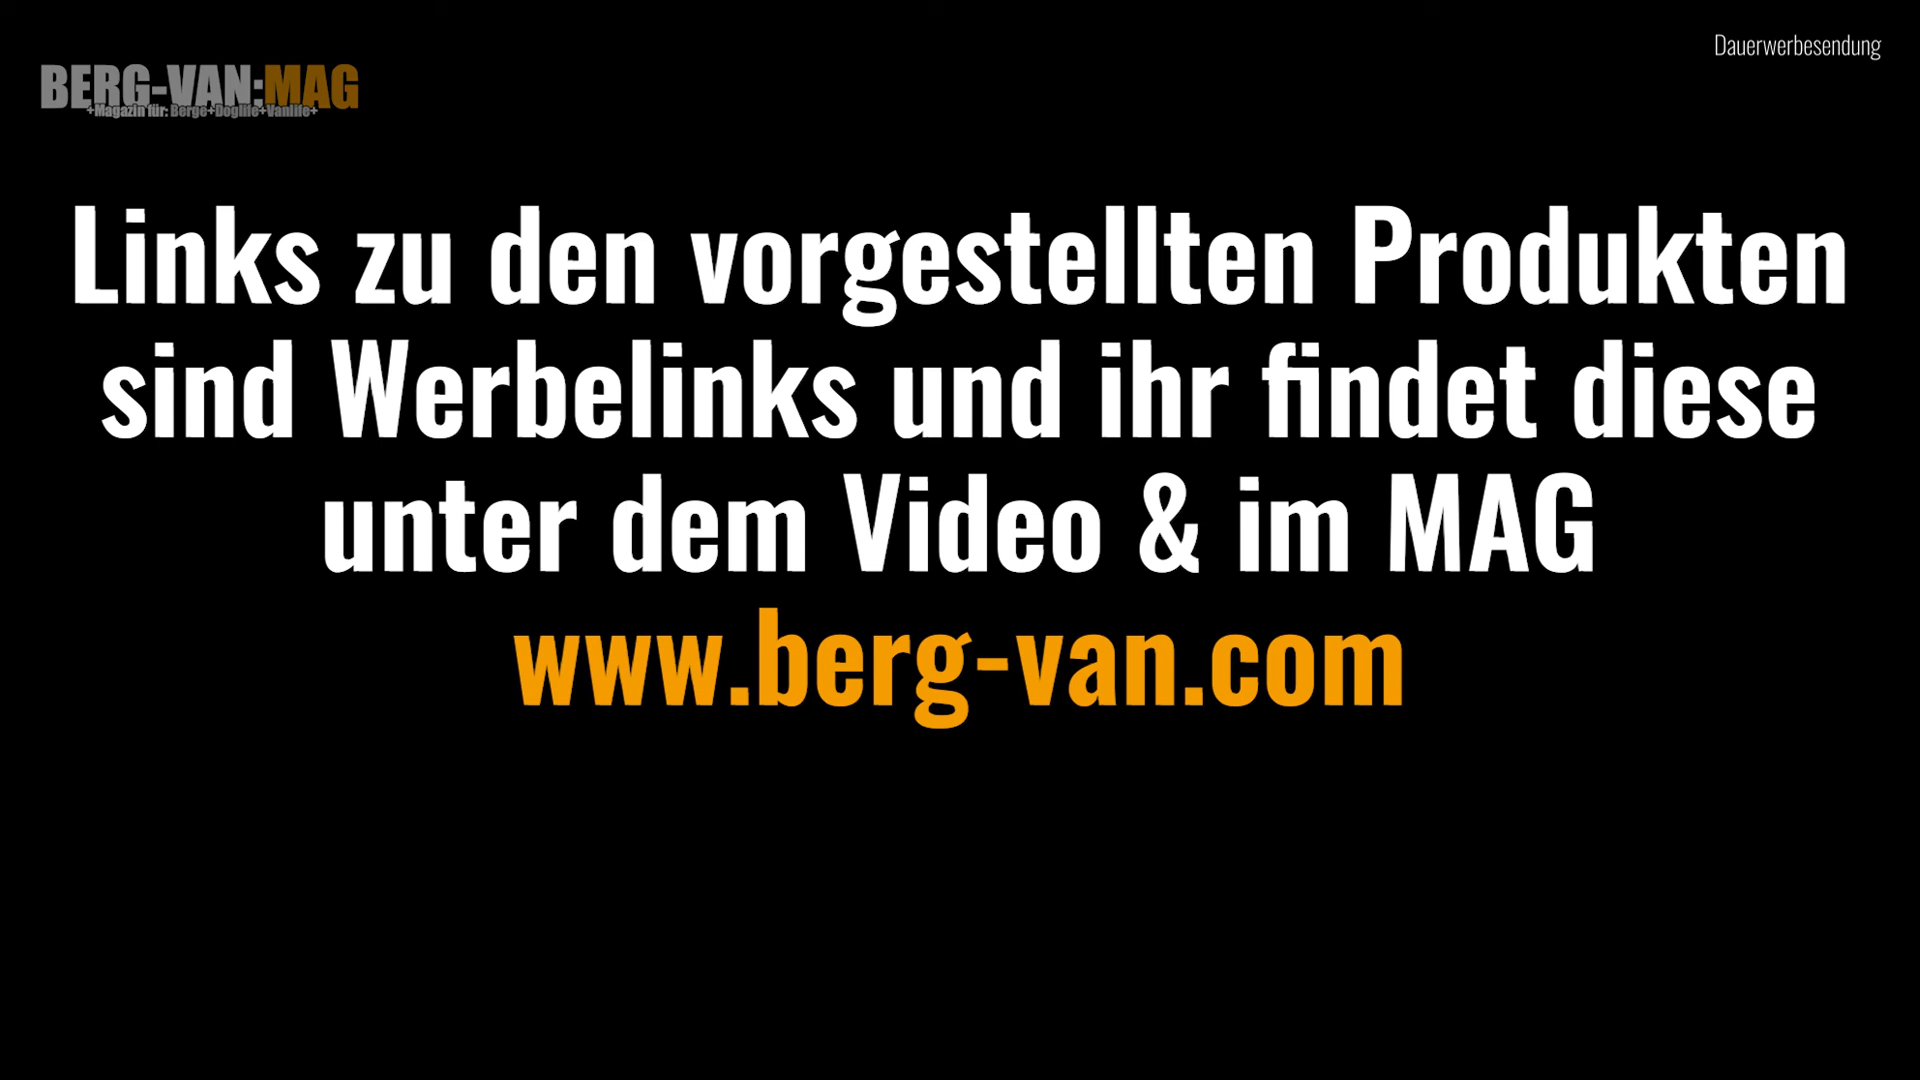 Dauerwerbesendung
BERG-VAN:MAG
+Magazin für: Berge+Doglife+Vanlife+
Links zu den vorgestellten Produkten
sind Werbelinks und ihr findet diese
unter dem Video & im MAG
www.berg-van.com